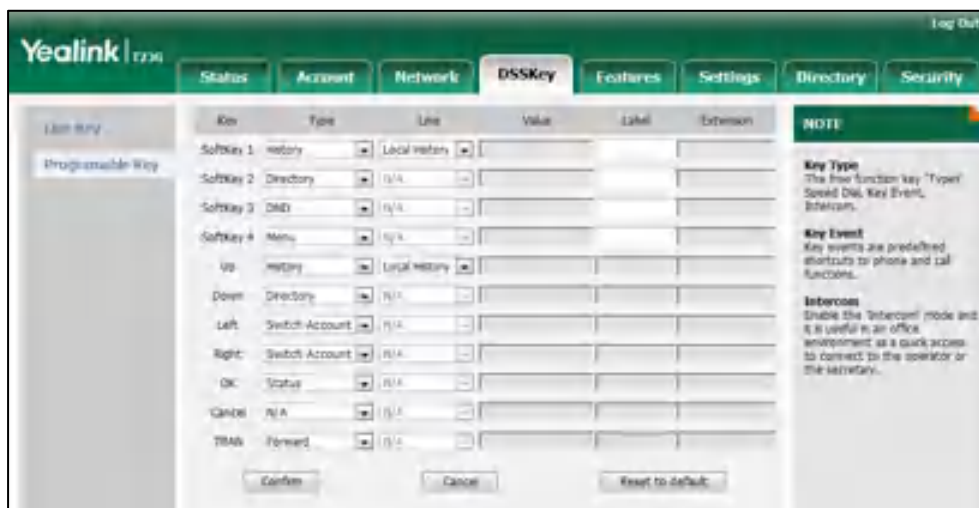 Log Out
Yealink
Status Account Network DSSKey Features Settings Directory Security
Line Key
Programable Key
Key Type Line Value Label Extension
SoftKey 1 History Local History
SoftKey 2 Directory N/A
SoftKey 3 DND N/A
SoftKey 4 Menu N/A
Up History Local History
Down Directory N/A
Left Switch Account N/A
Right Switch Account N/A
OK Status N/A
Cancel N/A N/A
TRAN Forward N/A
Confirm Cancel Reset to default
NOTE
Key Type
The free function key "Types"
Speed Dial, Key Event,
Intercom.
Key Event
Key events are predefined
shortcuts to phone and call
functions.
Intercom
Enable the 'Intercom' mode and
it is useful in an office
environment as a quick access
to connect to the operator or
the secretary.